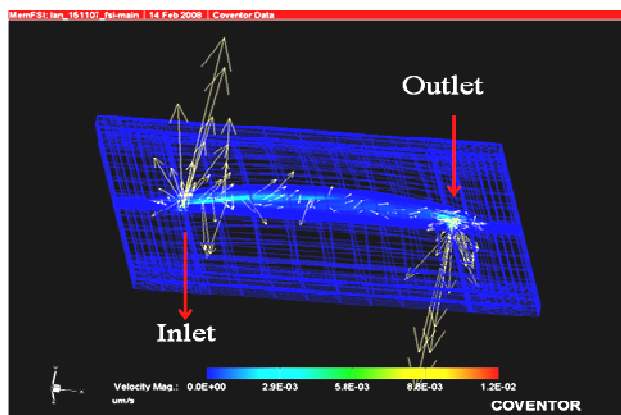 MemFSI: lan_161107_fsi-main | 14 Feb 2008 | Coventor Data
Outlet
Inlet
Velocity Mag.: 0.0E+00 2.9E-03 5.8E-03 8.8E-03 1.2E-02
um/s
COVENTOR